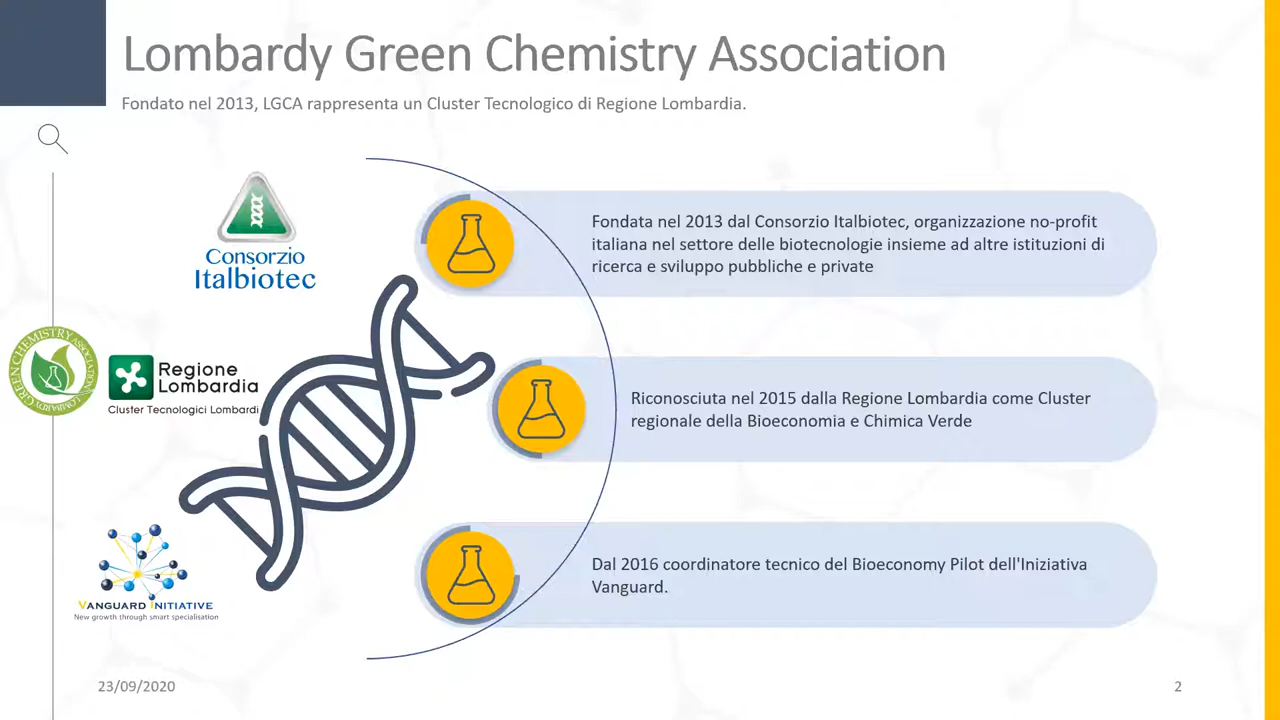 Lombardy Green Chemistry Association
Fondato nel 2013, LGCA rappresenta un Cluster Tecnologico di Regione Lombardia.
Consorzio
Italbiotec
Fondata nel 2013 dal Consorzio Italbiotec, organizzazione no-profit
italiana nel settore delle biotecnologie insieme ad altre istituzioni di
ricerca e sviluppo pubbliche e private
LOMBARDY GREEN CHEMISTRY ASSOCIATION
Regione
Lombardia
Cluster Tecnologici Lombardi
Riconosciuta nel 2015 dalla Regione Lombardia come Cluster
regionale della Bioeconomia e Chimica Verde
VANGUARD INITIATIVE
New growth through smart specialisation
Dal 2016 coordinatore tecnico del Bioeconomy Pilot dell'Iniziativa
Vanguard.
23/09/2020
2